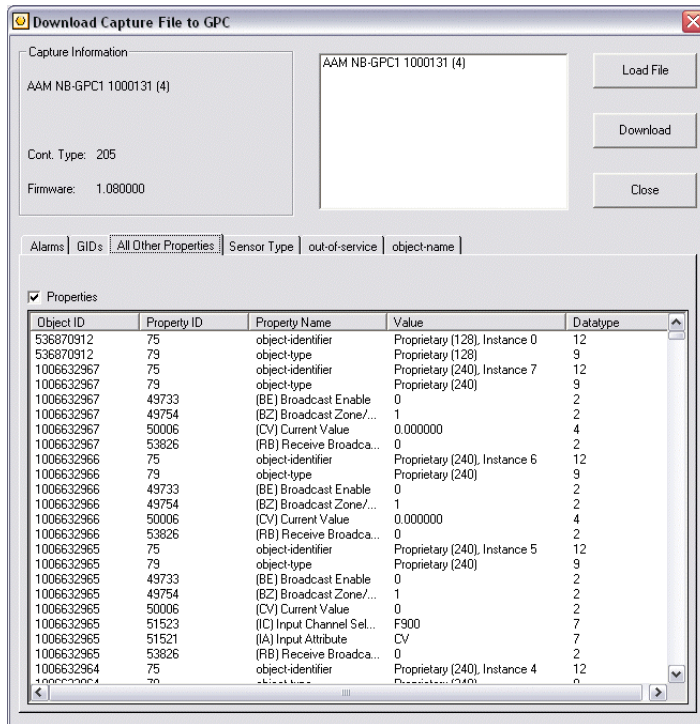 Download Capture File to GPC
Capture Information
AAM NB-GPC1 1000131 (4)
Cont. Type: 205
Firmware: 1.080000
AAM NB-GPC1 1000131 (4)
Load File
Download
Close
Alarms GIDs All Other Properties Sensor Type out-of-service object-name
Properties
Object ID Property ID Property Name Value Datatype
536870912 75 object-identifier Proprietary (128), Instance 0 12
536870912 79 object-type Proprietary (128) 9
1006632967 75 object-identifier Proprietary (240), Instance 7 12
1006632967 79 object-type Proprietary (240) 9
1006632967 49733 (BE) Broadcast Enable 0 2
1006632967 49754 (BZ) Broadcast Zone/... 1 2
1006632967 50006 (CV) Current Value 0.000000 4
1006632967 53826 (RB) Receive Broadca... 0 2
1006632966 75 object-identifier Proprietary (240), Instance 6 12
1006632966 79 object-type Proprietary (240) 9
1006632966 49733 (BE) Broadcast Enable 0 2
1006632966 49754 (BZ) Broadcast Zone/... 1 2
1006632966 50006 (CV) Current Value 0.000000 4
1006632966 53826 (RB) Receive Broadca... 0 2
1006632965 75 object-identifier Proprietary (240), Instance 5 12
1006632965 79 object-type Proprietary (240) 9
1006632965 49733 (BE) Broadcast Enable 0 2
1006632965 49754 (BZ) Broadcast Zone/... 1 2
1006632965 50006 (CV) Current Value 0 2
1006632965 51523 (IC) Input Channel Sel... F900 7
1006632965 51521 (IA) Input Attribute CV 7
1006632965 53826 (RB) Receive Broadca... 0 2
1006632964 75 object-identifier Proprietary (240), Instance 4 12